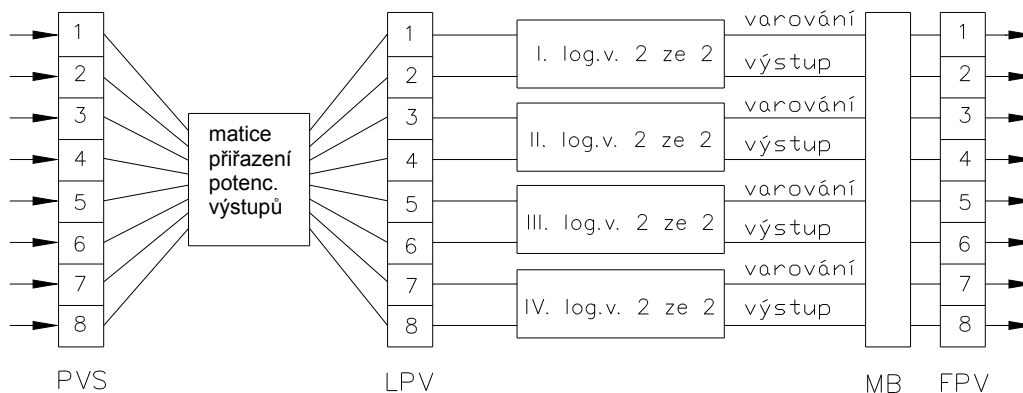 1
2
3
4
5
6
7
8
PVS
matice
přiřazení
potenc.
výstupů
1
2
3
4
5
6
7
8
LPV
I. log.v. 2 ze 2
II. log.v. 2 ze 2
III. log.v. 2 ze 2
IV. log.v. 2 ze 2
varování
výstup
varování
výstup
varování
výstup
varování
výstup
MB
1
2
3
4
5
6
7
8
FPV